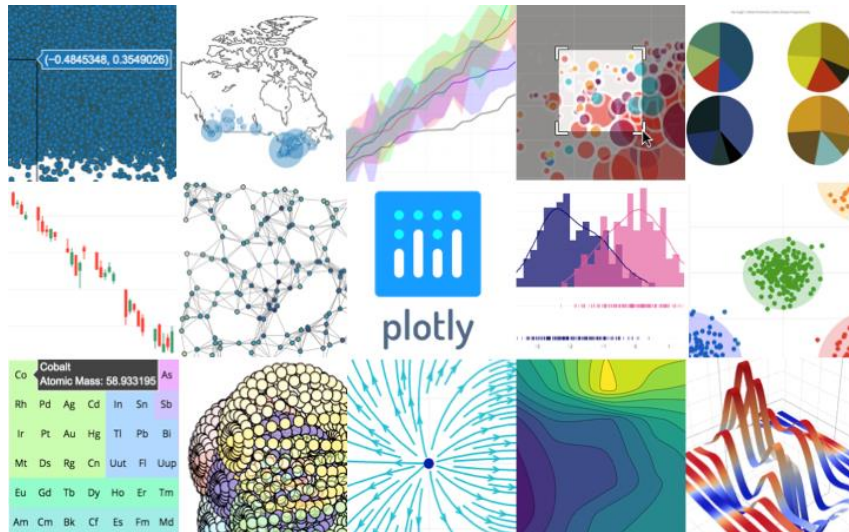 (−0.4845348, 0.3549026)
plotly
Co
Cobalt
Atomic Mass: 58.933195
As
Rh Pd Ag Cd In Sn Sb
Ir Pt Au Hg Tl Pb Bi
Mt Ds Rg Cn Uut Fl Uup
Eu Gd Tb Dy Ho Er Tm
Am Cm Bk Cf Es Fm Md